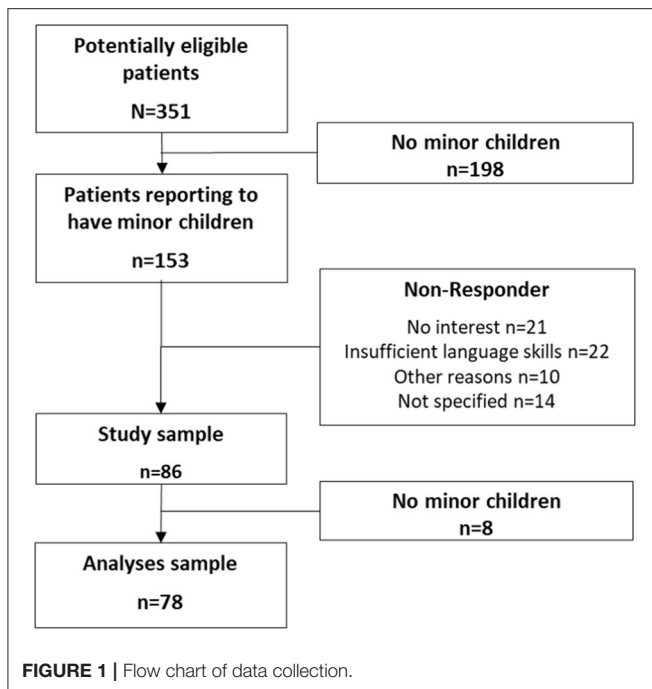 Potentially eligible
patients
N=351
No minor children
n=198
Patients reporting to
have minor children
n=153
Non-Responder
No interest n=21
Insufficient language skills n=22
Other reasons n=10
Not specified n=14
Study sample
n=86
No minor children
n=8
Analyses sample
n=78
FIGURE 1 | Flow chart of data collection.